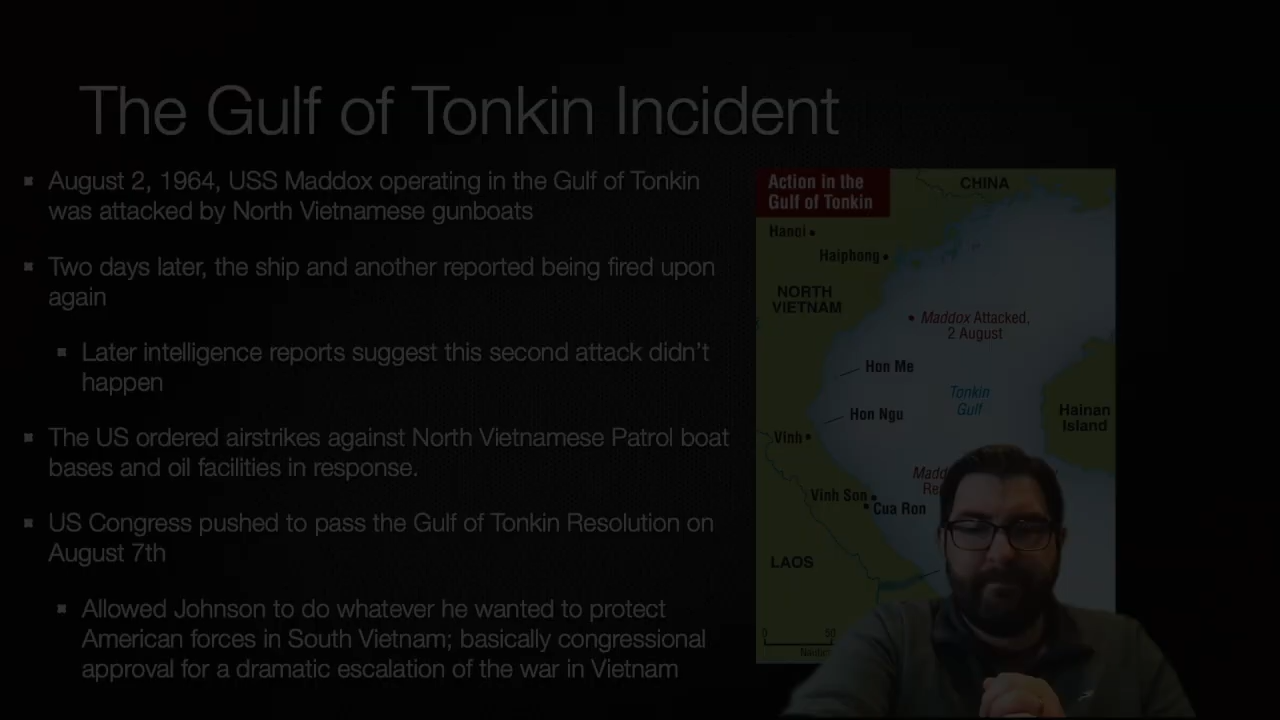 The Gulf of Tonkin Incident
August 2, 1964, USS Maddox operating in the Gulf of Tonkin
was attacked by North Vietnamese gunboats
Two days later, the ship and another reported being fired upon
again
Later intelligence reports suggest this second attack didn't
happen
The US ordered airstrikes against North Vietnamese Patrol boat
bases and oil facilities in response.
US Congress pushed to pass the Gulf of Tonkin Resolution on
August 7th
Allowed Johnson to do whatever he wanted to protect
American forces in South Vietnam; basically congressional
approval for a dramatic escalation of the war in Vietnam
Action in the
Gulf of Tonkin
CHINA
Hanoi
Haiphong
NORTH
VIETNAM
Maddox Attacked,
2 August
Hon Me
Tonkin
Gulf
Hon Ngu
Hainan
Island
Vinh
Vinh Son
Cua Ron
LAOS
0